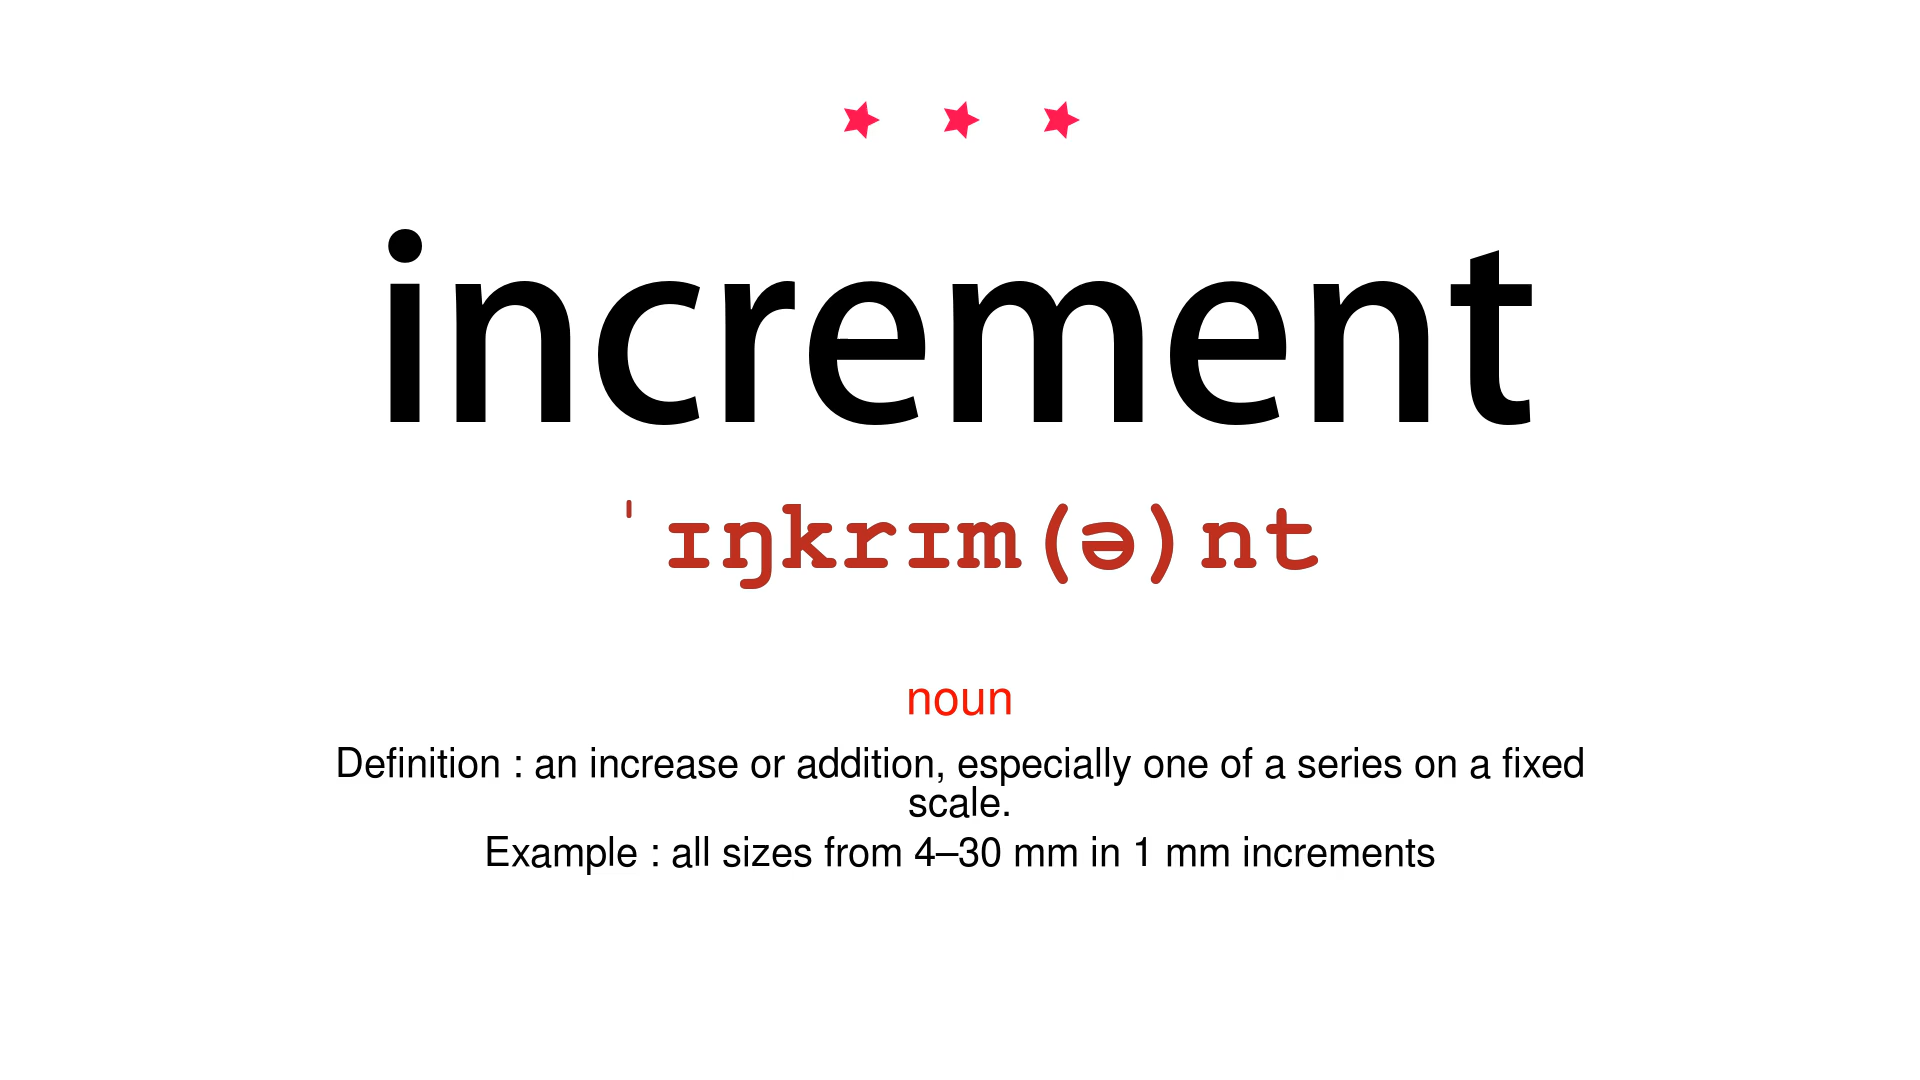 increment
ˈɪŋkrɪm(ə)nt
noun
Definition : an increase or addition, especially one of a series on a fixed
scale.
Example : all sizes from 4–30 mm in 1 mm increments